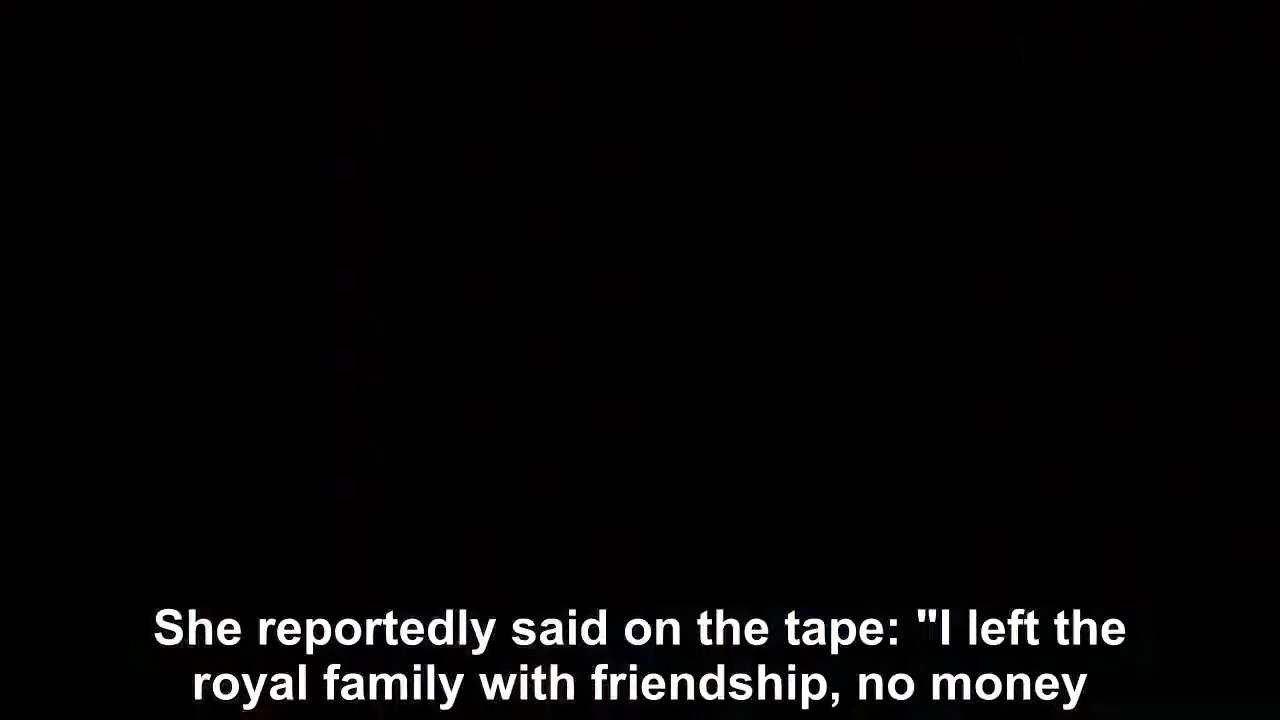 She reportedly said on the tape: "I left the
royal family with friendship, no money